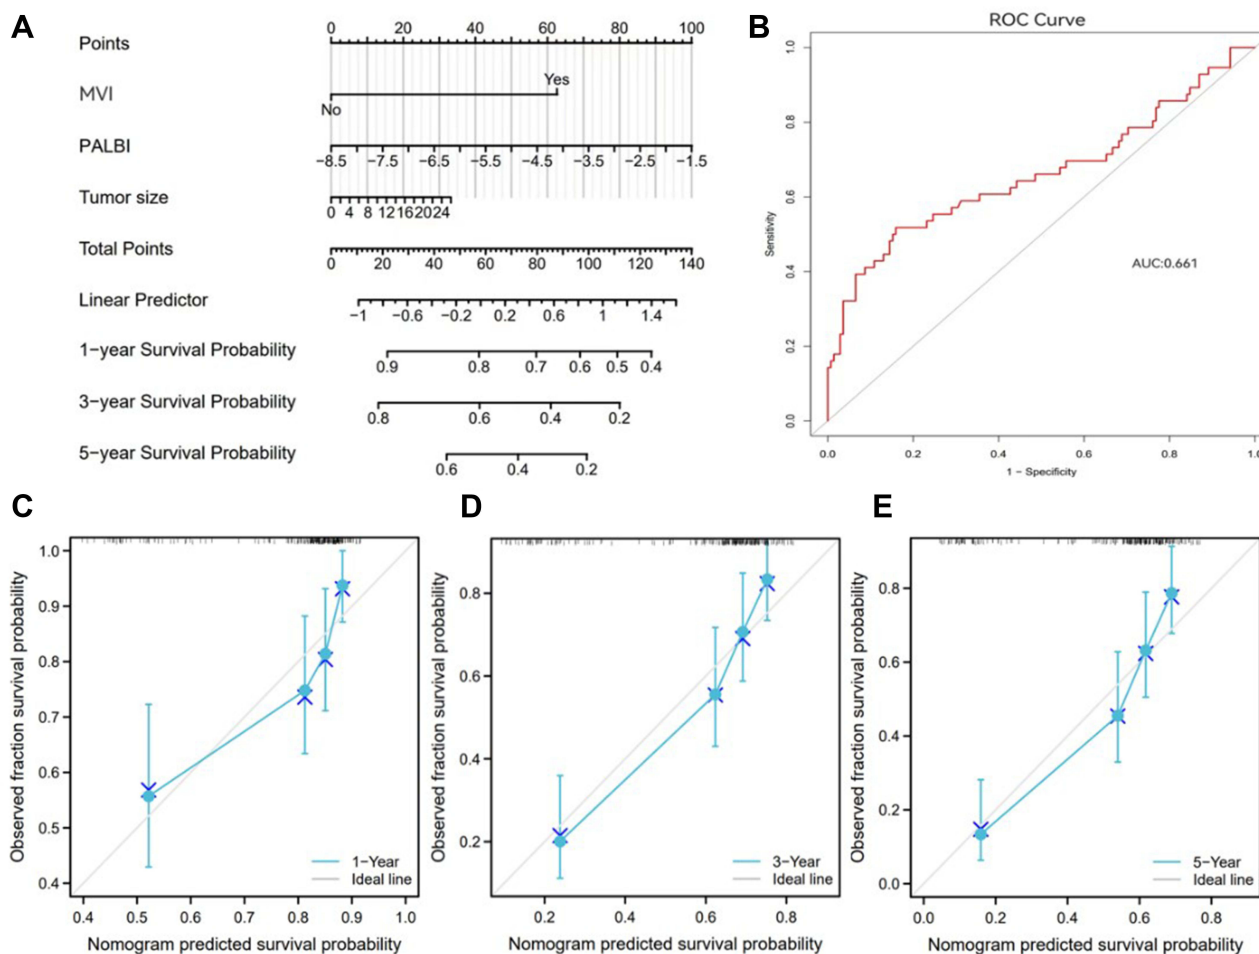 A
Points
0 20 40 60 80 100
MVI
No
Yes
PALBI
−8.5 −7.5 −6.5 −5.5 −4.5 −3.5 −2.5 −1.5
Tumor size
0 4 8 12 16 20 24
Total Points
0 20 40 60 80 100 120 140
Linear Predictor
−1 −0.6 −0.2 0.2 0.6 1 1.4
1−year Survival Probability
0.9 0.8 0.7 0.6 0.5 0.4
3−year Survival Probability
0.8 0.6 0.4 0.2
5−year Survival Probability
0.6 0.4 0.2
B
ROC Curve
Sensitivity
0.0 0.2 0.4 0.6 0.8 1.0
AUC:0.661
0.0 0.2 0.4 0.6 0.8 1.0
1 − Specificity
C
Observed fraction survival probability
1.0
0.9
0.8
0.7
0.6
0.5
0.4
1−Year
Ideal line
0.4 0.5 0.6 0.7 0.8 0.9 1.0
Nomogram predicted survival probability
D
Observed fraction survival probability
0.8
0.6
0.4
0.2
3−Year
Ideal line
0.2 0.4 0.6 0.8
Nomogram predicted survival probability
E
Observed fraction survival probability
0.8
0.6
0.4
0.2
0.0
5−Year
Ideal line
0.0 0.2 0.4 0.6 0.8
Nomogram predicted survival probability